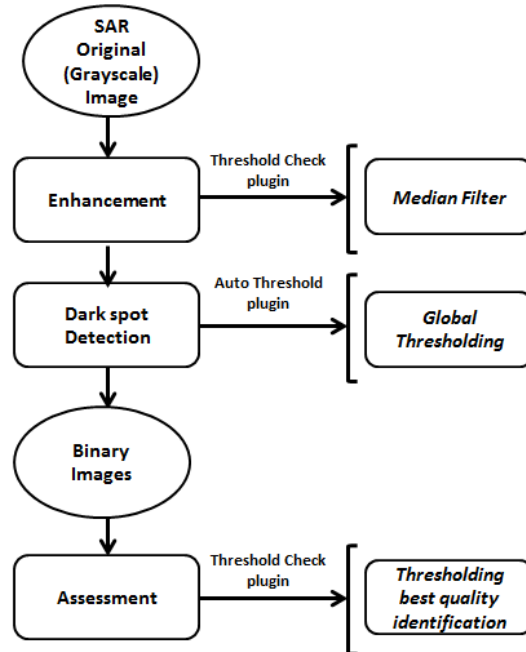 SAR
Original
(Grayscale)
Image
Threshold Check
plugin
Enhancement
Median Filter
Auto Threshold
plugin
Dark spot
Detection
Global
Thresholding
Binary
Images
Threshold Check
plugin
Assessment
Thresholding
best quality
identification